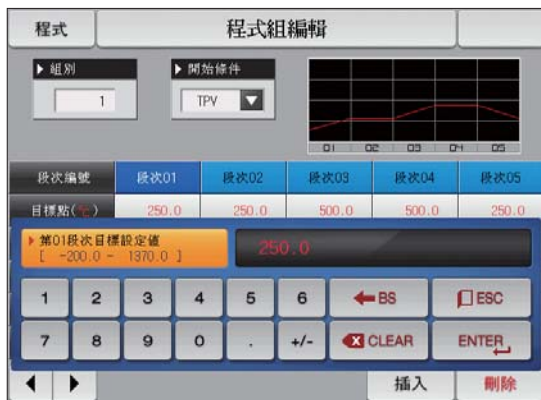 程式
程式組編輯
▶ 組別
1
▶ 開始條件
TPV
01 02 03 04 05
段次編號 段次01 段次02 段次03 段次04 段次05
目標點(℃) 250.0 250.0 500.0 500.0 250.0
▶ 第01段次目標設定値
[ -200.0 - 1370.0 ]
250.0
1 2 3 4 5 6 BS ESC
7 8 9 0 . +/- CLEAR ENTER
插入 刪除